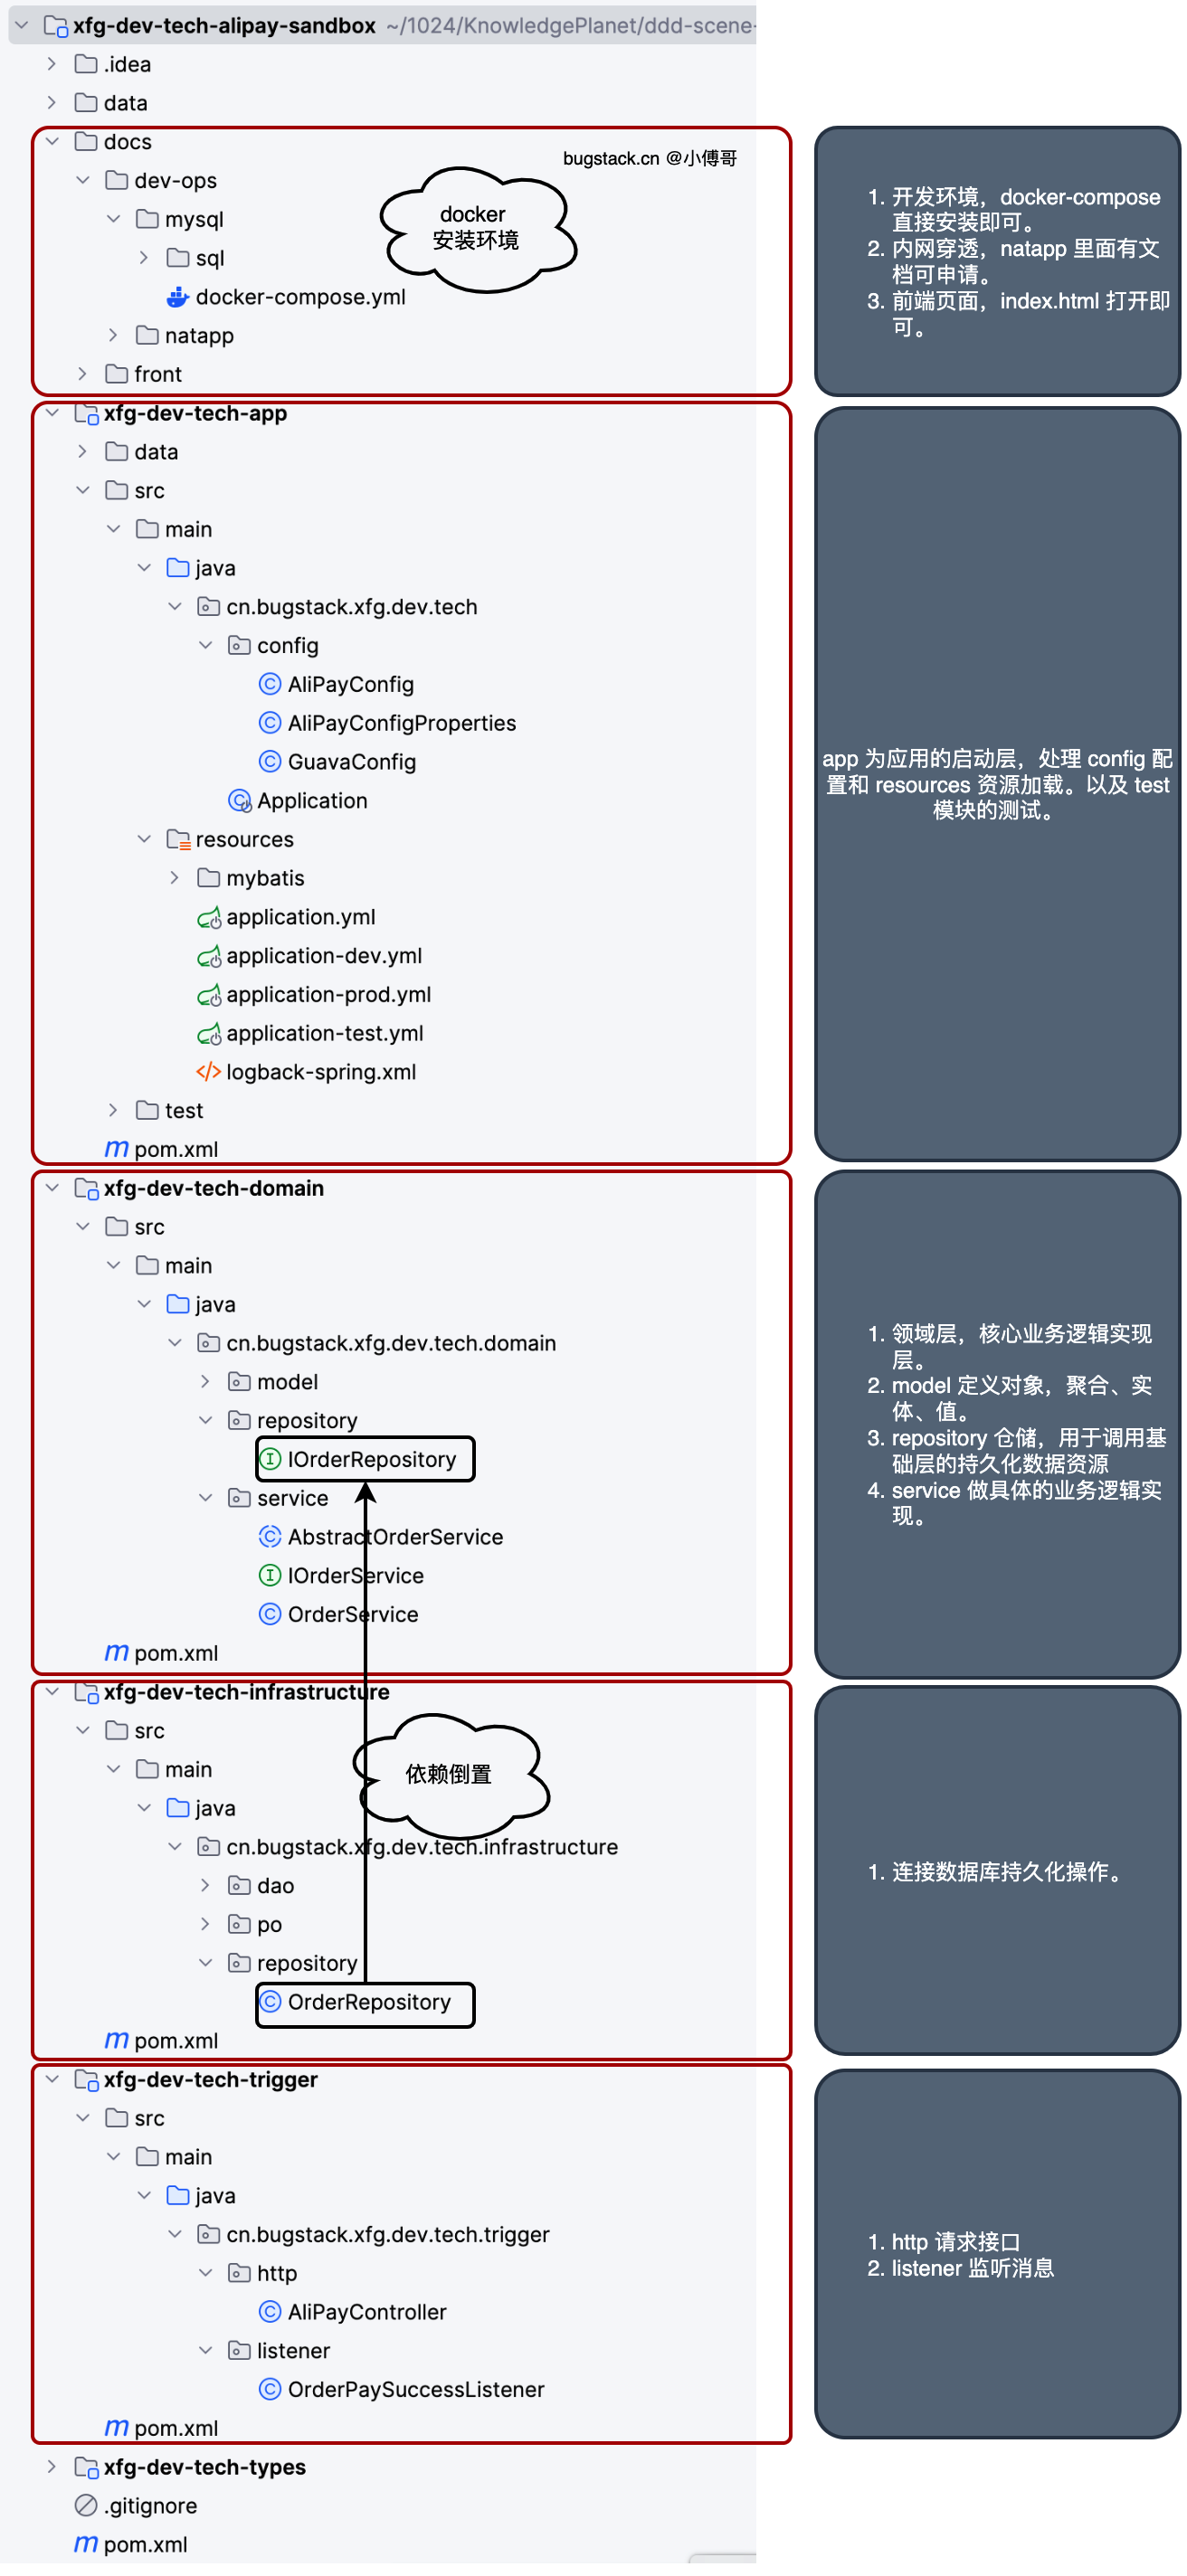 xfg-dev-tech-alipay-sandbox ~/1024/KnowledgePlanet/ddd-scene-
.idea
data
docs
bugstack.cn @小傅哥
dev-ops
mysql
docker
安装环境
sql
docker-compose.yml
natapp
front
1. 开发环境，docker-compose
直接安装即可。
2. 内网穿透，natapp 里面有文
档可申请。
3. 前端页面，index.html 打开即
可。
xfg-dev-tech-app
data
src
main
java
cn.bugstack.xfg.dev.tech
config
AliPayConfig
AliPayConfigProperties
GuavaConfig
Application
resources
mybatis
application.yml
application-dev.yml
application-prod.yml
application-test.yml
logback-spring.xml
test
pom.xml
app 为应用的启动层，处理 config 配
置和 resources 资源加载。以及 test
模块的测试。
xfg-dev-tech-domain
src
main
java
cn.bugstack.xfg.dev.tech.domain
model
repository
IOrderRepository
service
AbstractOrderService
IOrderService
OrderService
pom.xml
1. 领域层，核心业务逻辑实现
层。
2. model 定义对象，聚合、实
体、值。
3. repository 仓储，用于调用基
础层的持久化数据资源
4. service 做具体的业务逻辑实
现。
xfg-dev-tech-infrastructure
src
main
依赖倒置
java
cn.bugstack.xfg.dev.tech.infrastructure
dao
po
repository
OrderRepository
pom.xml
1. 连接数据库持久化操作。
xfg-dev-tech-trigger
src
main
java
cn.bugstack.xfg.dev.tech.trigger
http
AliPayController
listener
OrderPaySuccessListener
pom.xml
1. http 请求接口
2. listener 监听消息
xfg-dev-tech-types
.gitignore
pom.xml